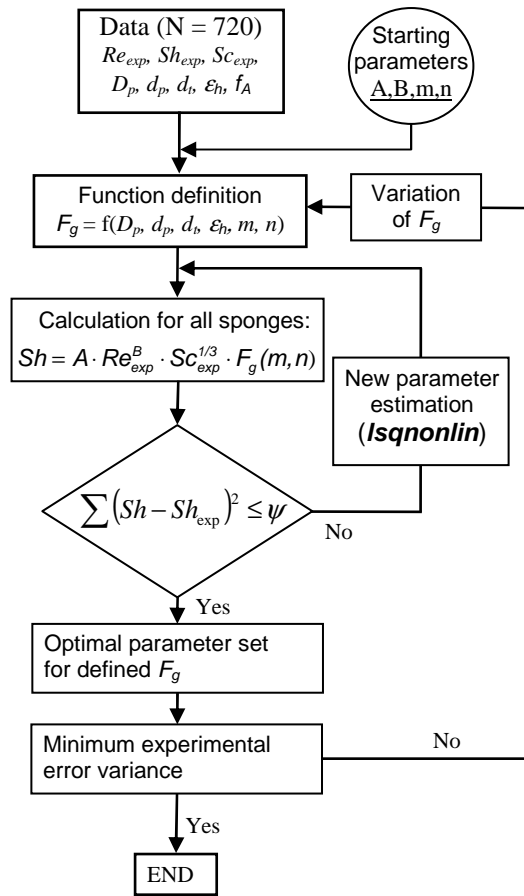 Data (N = 720)
Re_exp, Sh_exp, Sc_exp,
D_p, d_p, d_t, ε_h, f_A
Starting
parameters
A,B,m,n
Function definition
F_g = f(D_p, d_p, d_t, ε_h, m, n)
Variation
of F_g
Calculation for all sponges:
Sh = A · Re_exp^B · Sc_exp^1/3 · F_g(m,n)
New parameter
estimation
(lsqnonlin)
∑(Sh − Sh_exp)² ≤ ψ
No
Yes
Optimal parameter set
for defined F_g
Minimum experimental
error variance
No
Yes
END